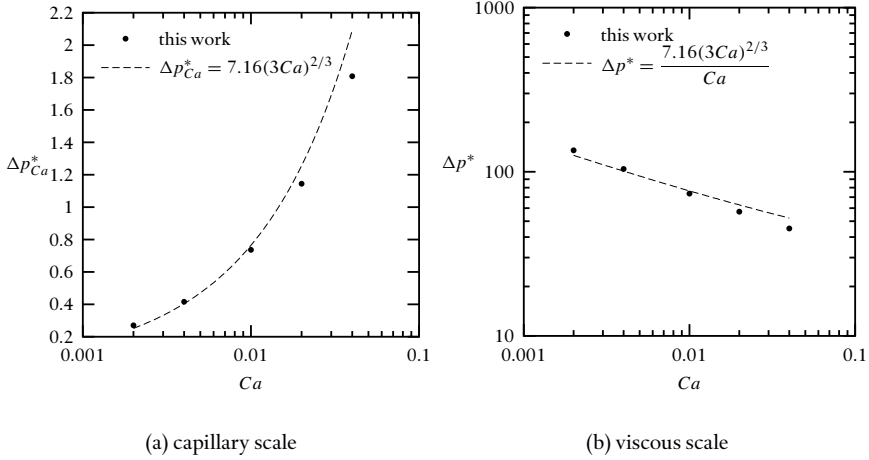 2.2
2
1.8
1.6
1.4
1.2
1
0.8
0.6
0.4
0.2
0.001
0.01
0.1
Δp*Ca
Ca
this work
Δp*Ca = 7.16(3Ca)^2/3
(a) capillary scale
1000
100
10
0.001
0.01
0.1
Δp*
Ca
this work
Δp* = 7.16(3Ca)^2/3 / Ca
(b) viscous scale